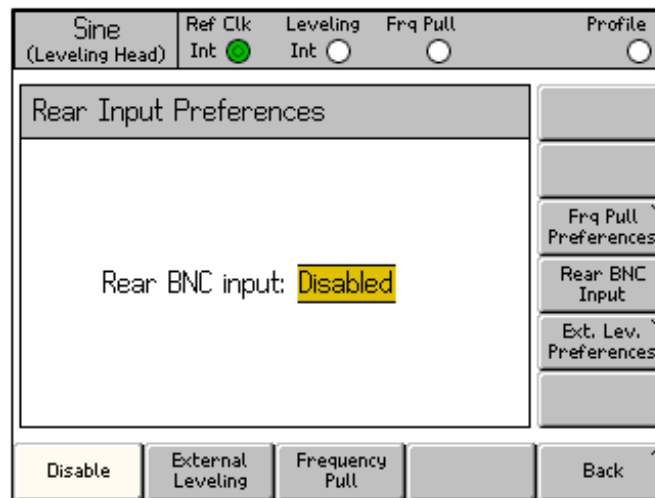 Sine
(Leveling Head)
Ref Clk
Int
Leveling
Int
Frq Pull
Profile
Rear Input Preferences
Rear BNC input: Disabled
Frq Pull
Preferences
Rear BNC
Input
Ext. Lev.
Preferences
Disable
External
Leveling
Frequency
Pull
Back